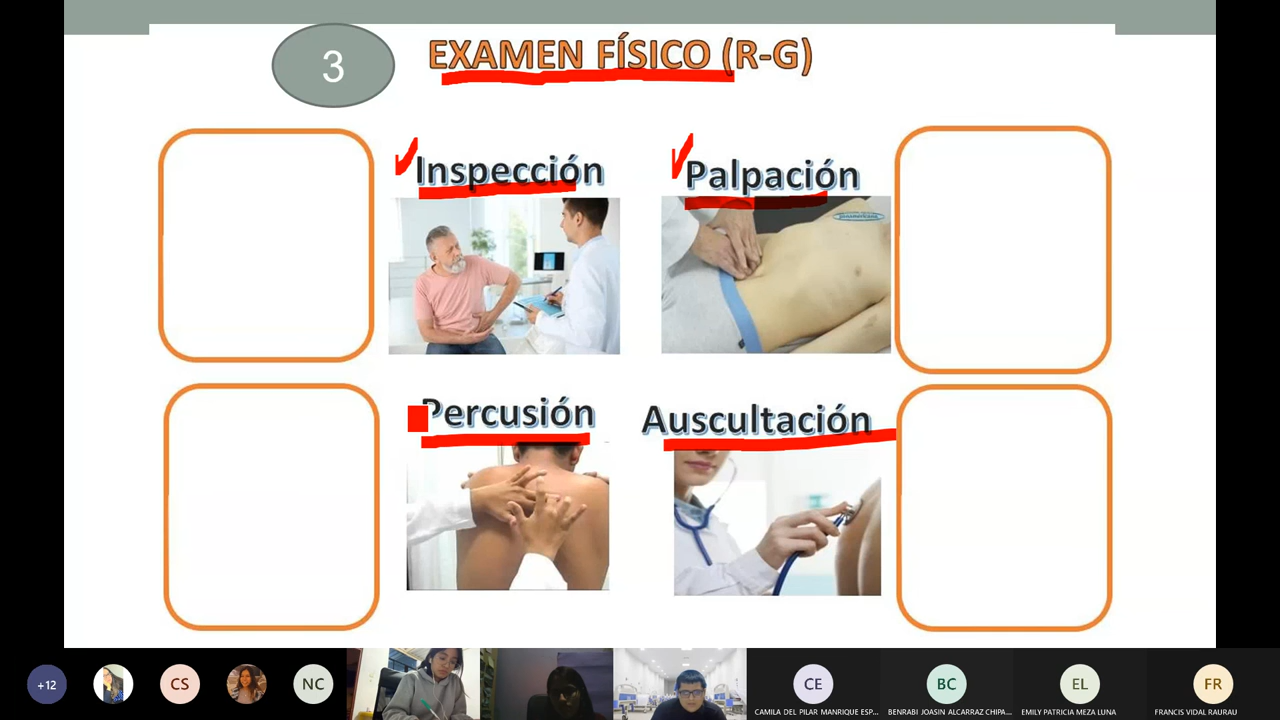 3
EXAMEN FÍSICO (R-G)
Inspección
Palpación
Percusión
Auscultación
+12
CS
NC
CE
CAMILA DEL PILAR MANRIQUE ESP...
BC
BENRABI JOASIN ALCARRAZ CHIPA...
EL
EMILY PATRICIA MEZA LUNA
FR
FRANCIS VIDAL RAURAU